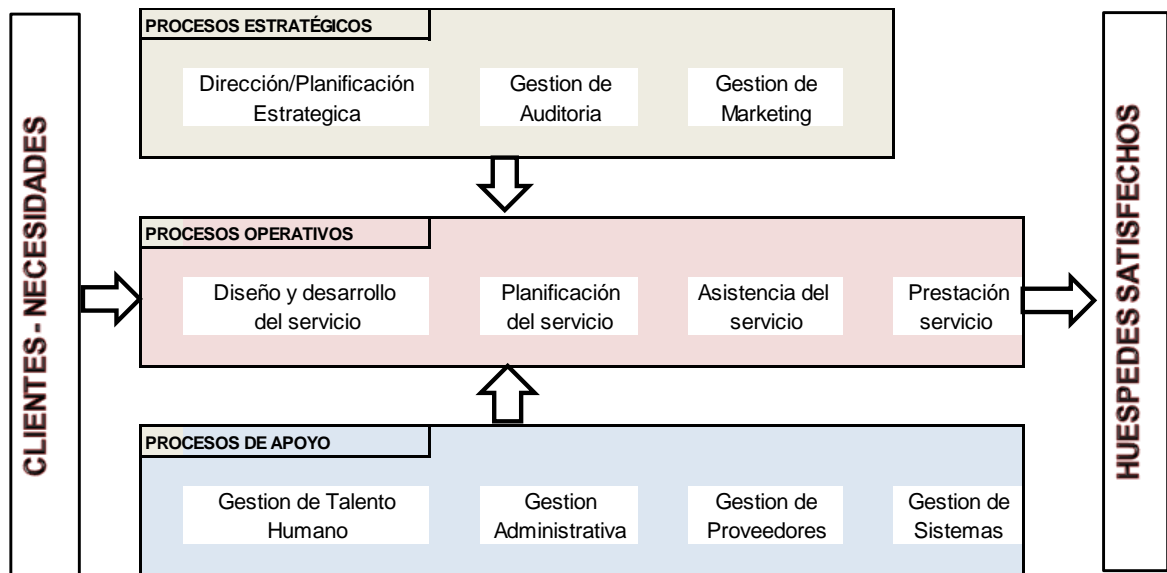 CLIENTES - NECESIDADES
PROCESOS ESTRATÉGICOS
Dirección/Planificación
Estrategica
Gestion de
Auditoria
Gestion de
Marketing
PROCESOS OPERATIVOS
Diseño y desarrollo
del servicio
Planificación
del servicio
Asistencia del
servicio
Prestación
servicio
PROCESOS DE APOYO
Gestion de Talento
Humano
Gestion
Administrativa
Gestion de
Proveedores
Gestion de
Sistemas
HUESPEDES SATISFECHOS